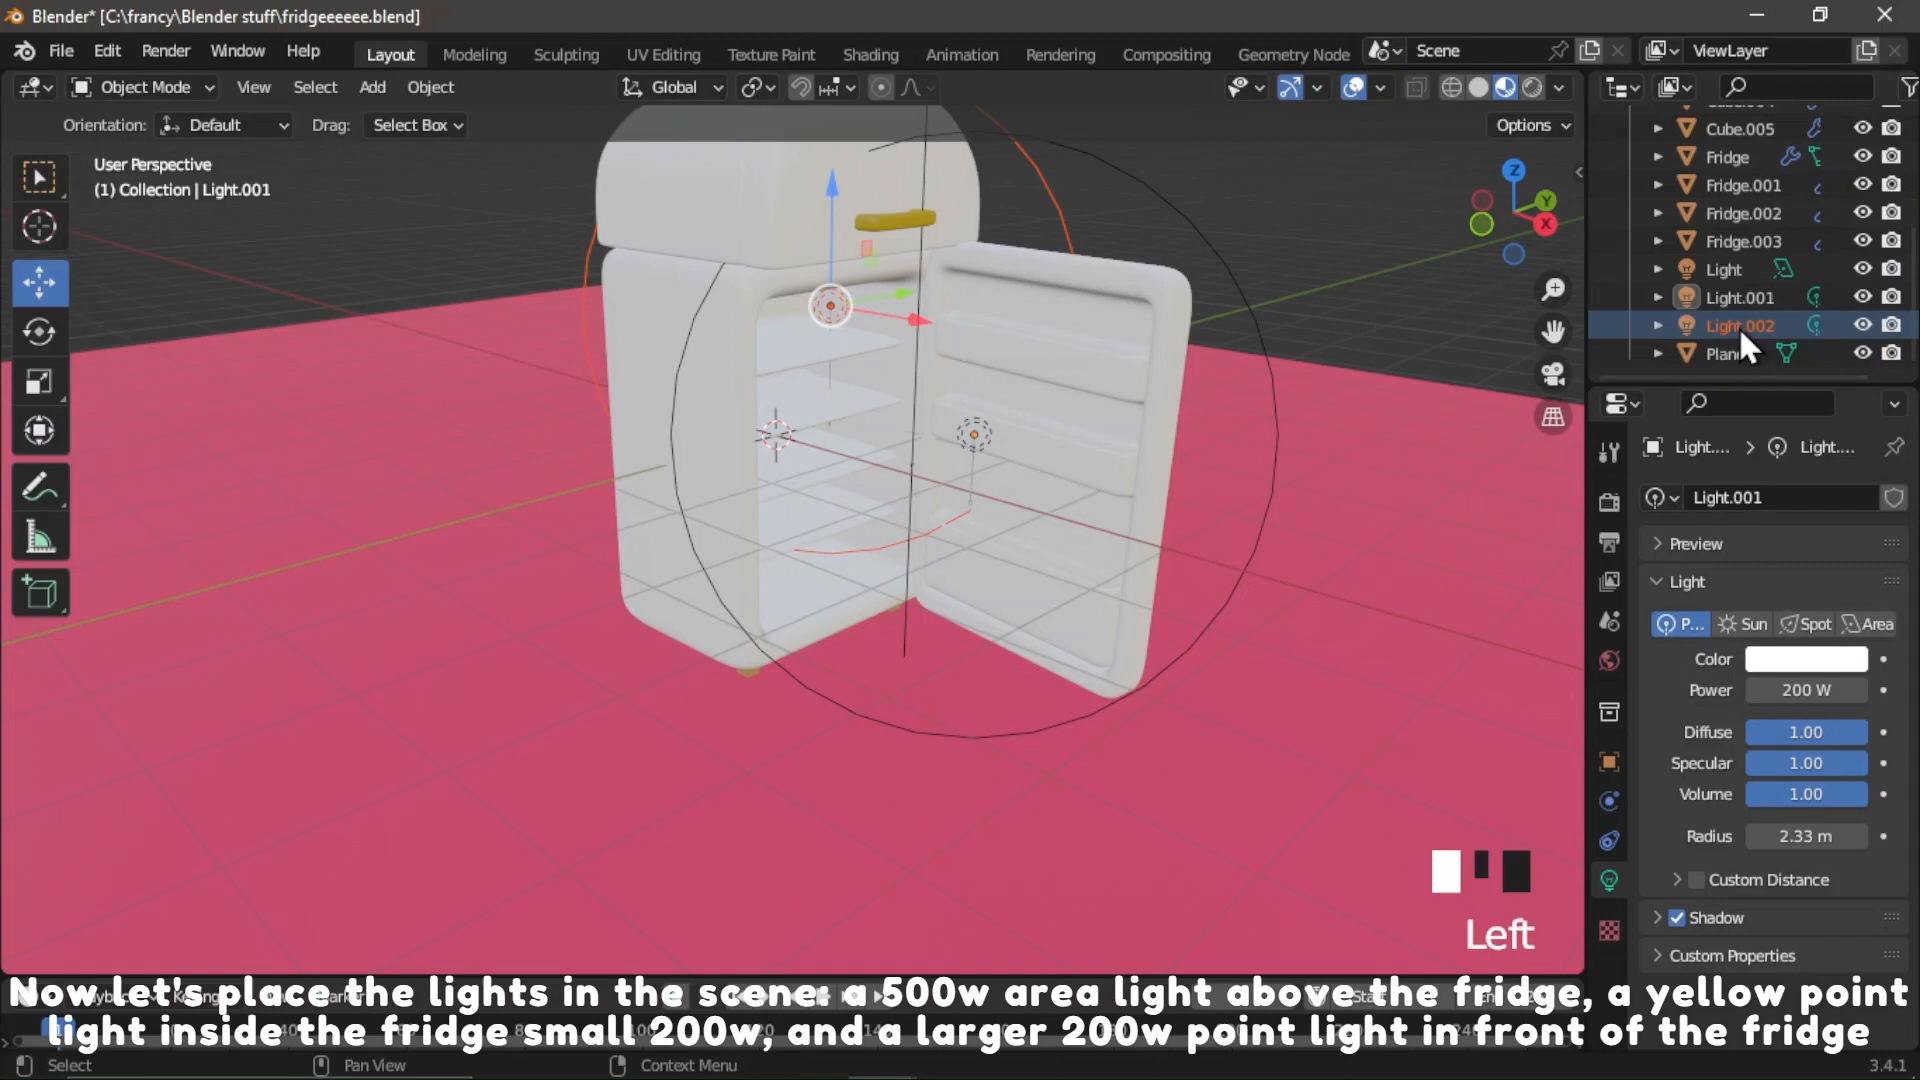 Blender* [C:\francy\Blender stuff\fridgeeeeee.blend]
File Edit Render Window Help Layout Modeling Sculpting UV Editing Texture Paint Shading Animation Rendering Compositing Geometry Node Scene ViewLayer
Object Mode View Select Add Object Global
Orientation: Default Drag: Select Box Options
User Perspective
(1) Collection | Light.001
Z
Y
X
Cube.005
Fridge
Fridge.001
Fridge.002
Fridge.003
Light
Light.001
Light.002
Plan
Light.... > Light....
Light.001
Preview
Light
P... Sun Spot Area
Color
Power 200 W
Diffuse 1.00
Specular 1.00
Volume 1.00
Radius 2.33 m
Custom Distance
Shadow
Custom Properties
Left
Now let's place the lights in the scene: a 500w area light above the fridge, a yellow point
light inside the fridge small 200w, and a larger 200w point light in front of the fridge
Select Pan View Context Menu 3.4.1